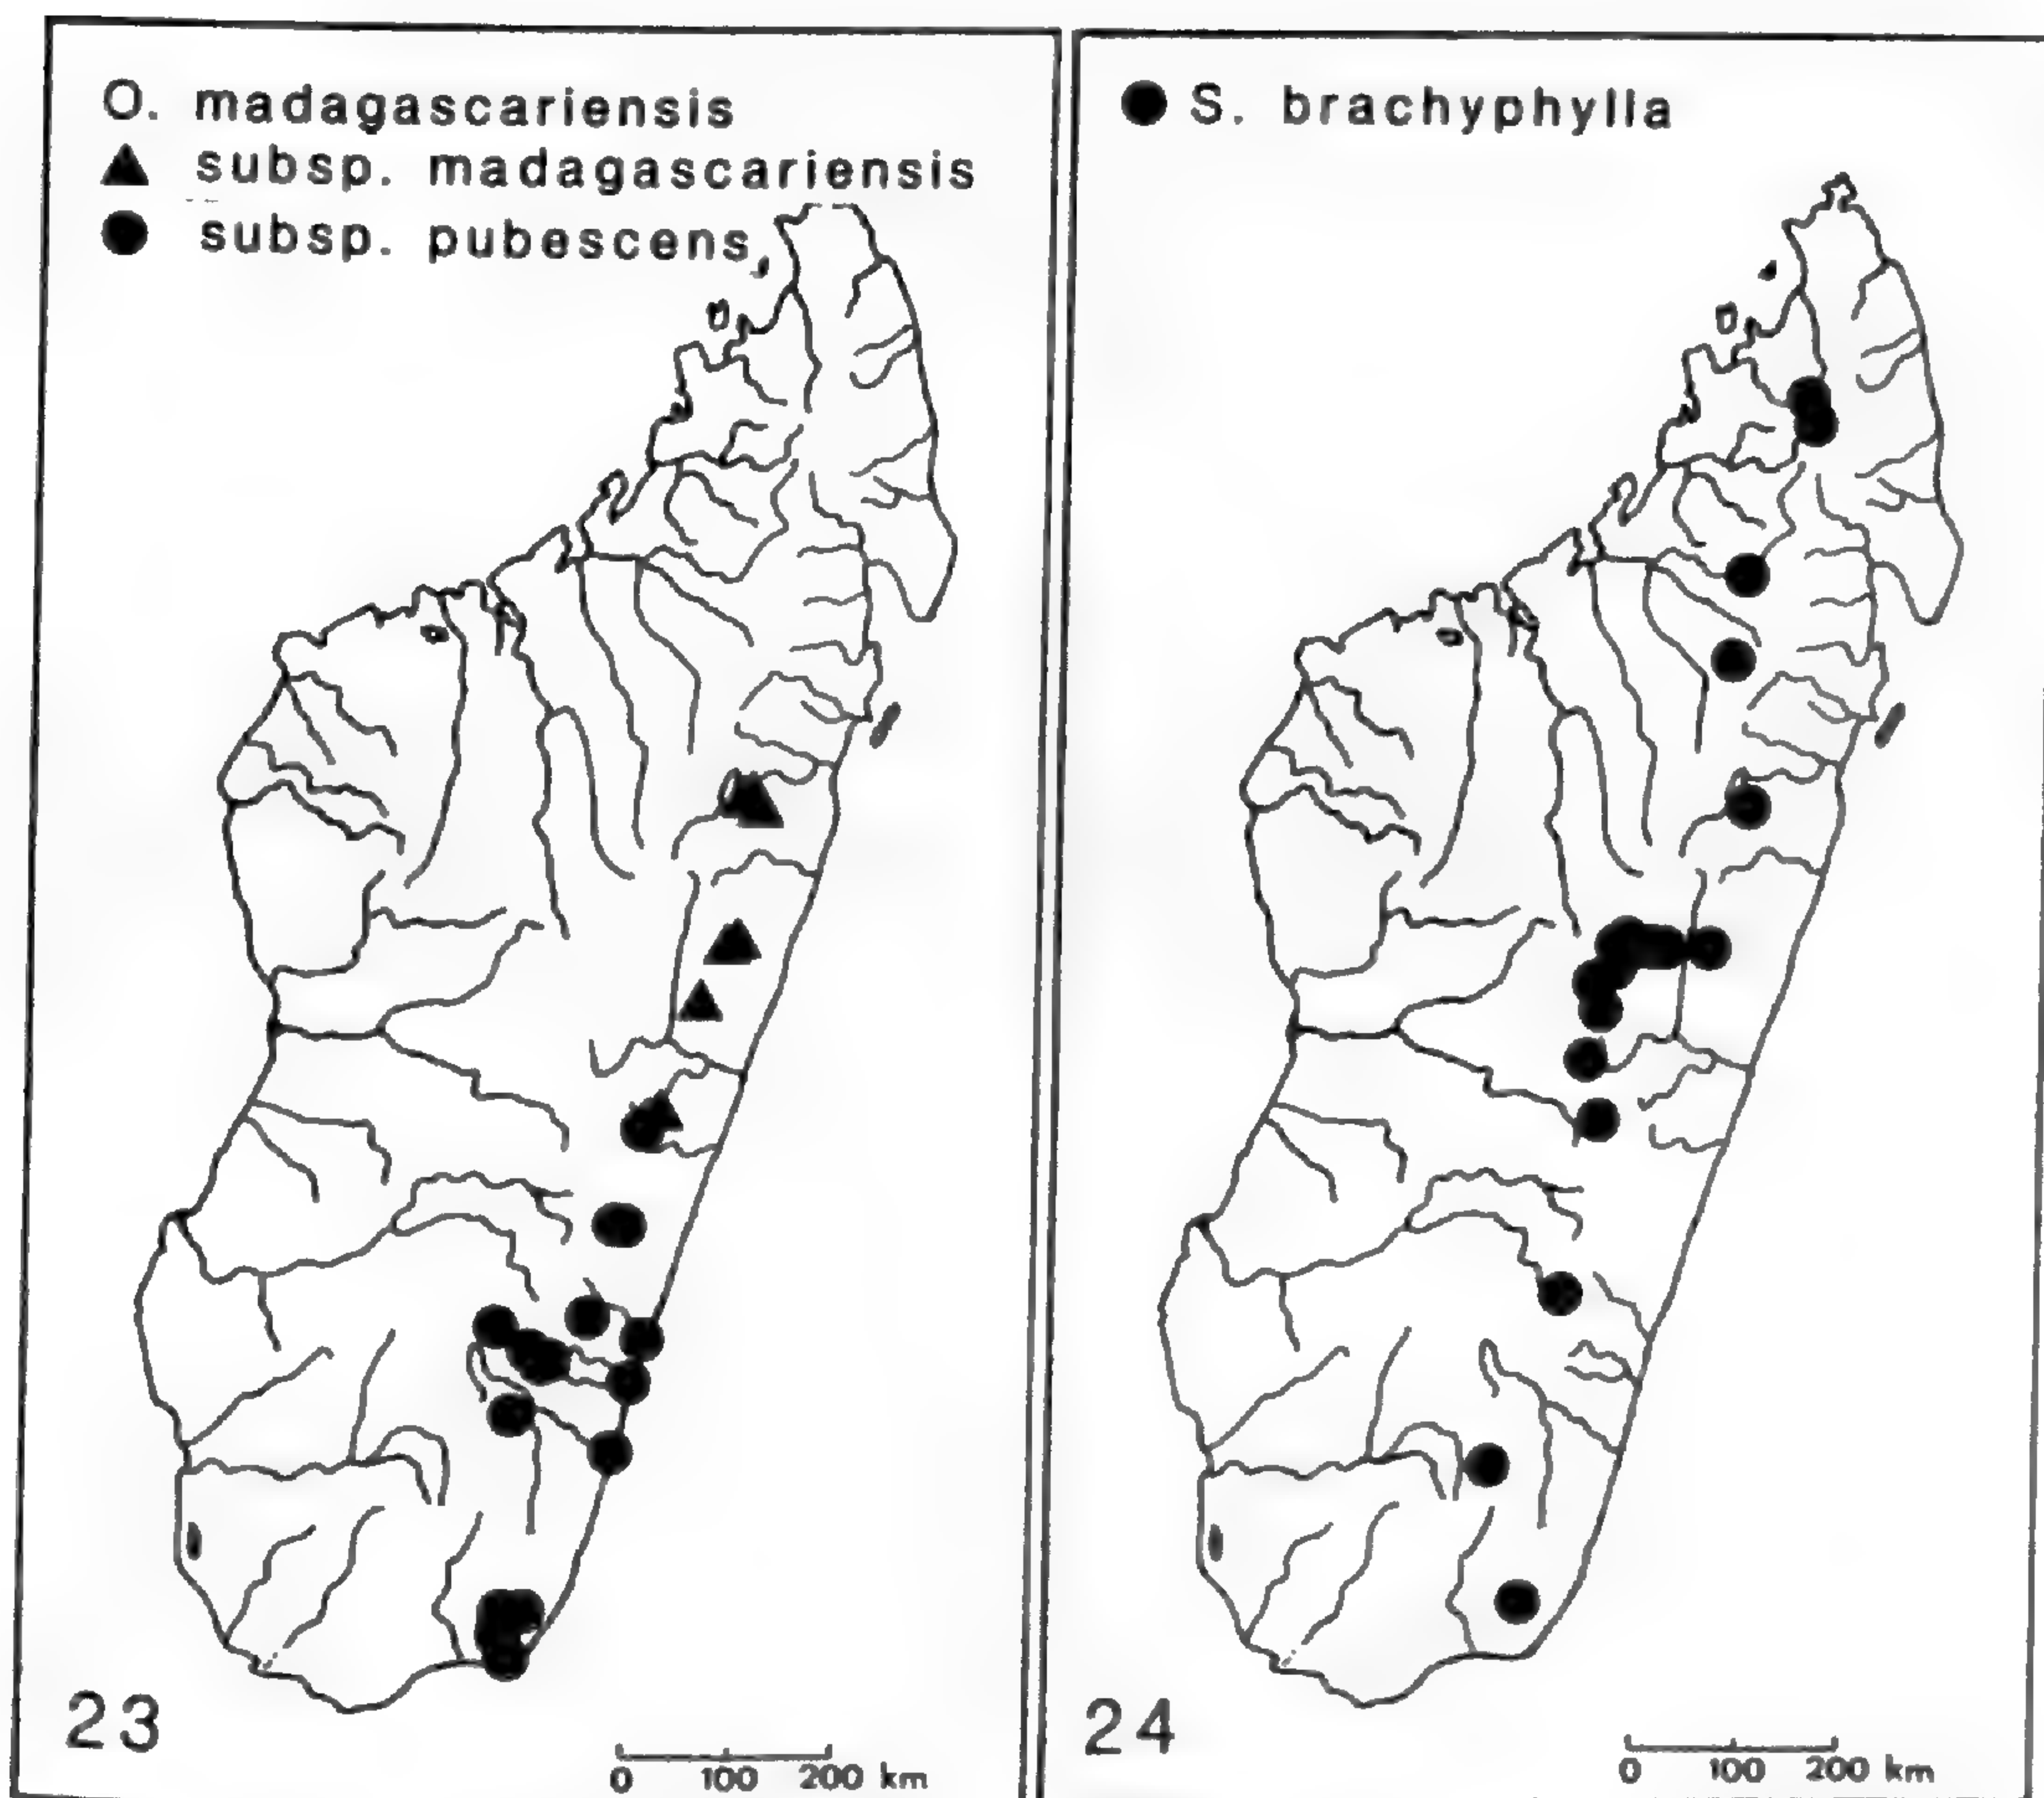 O. madagascariensis
▲ subsp. madagascariensis
● subsp. pubescens
23
0 100 200 km
● S. brachyphylla
24
0 100 200 km